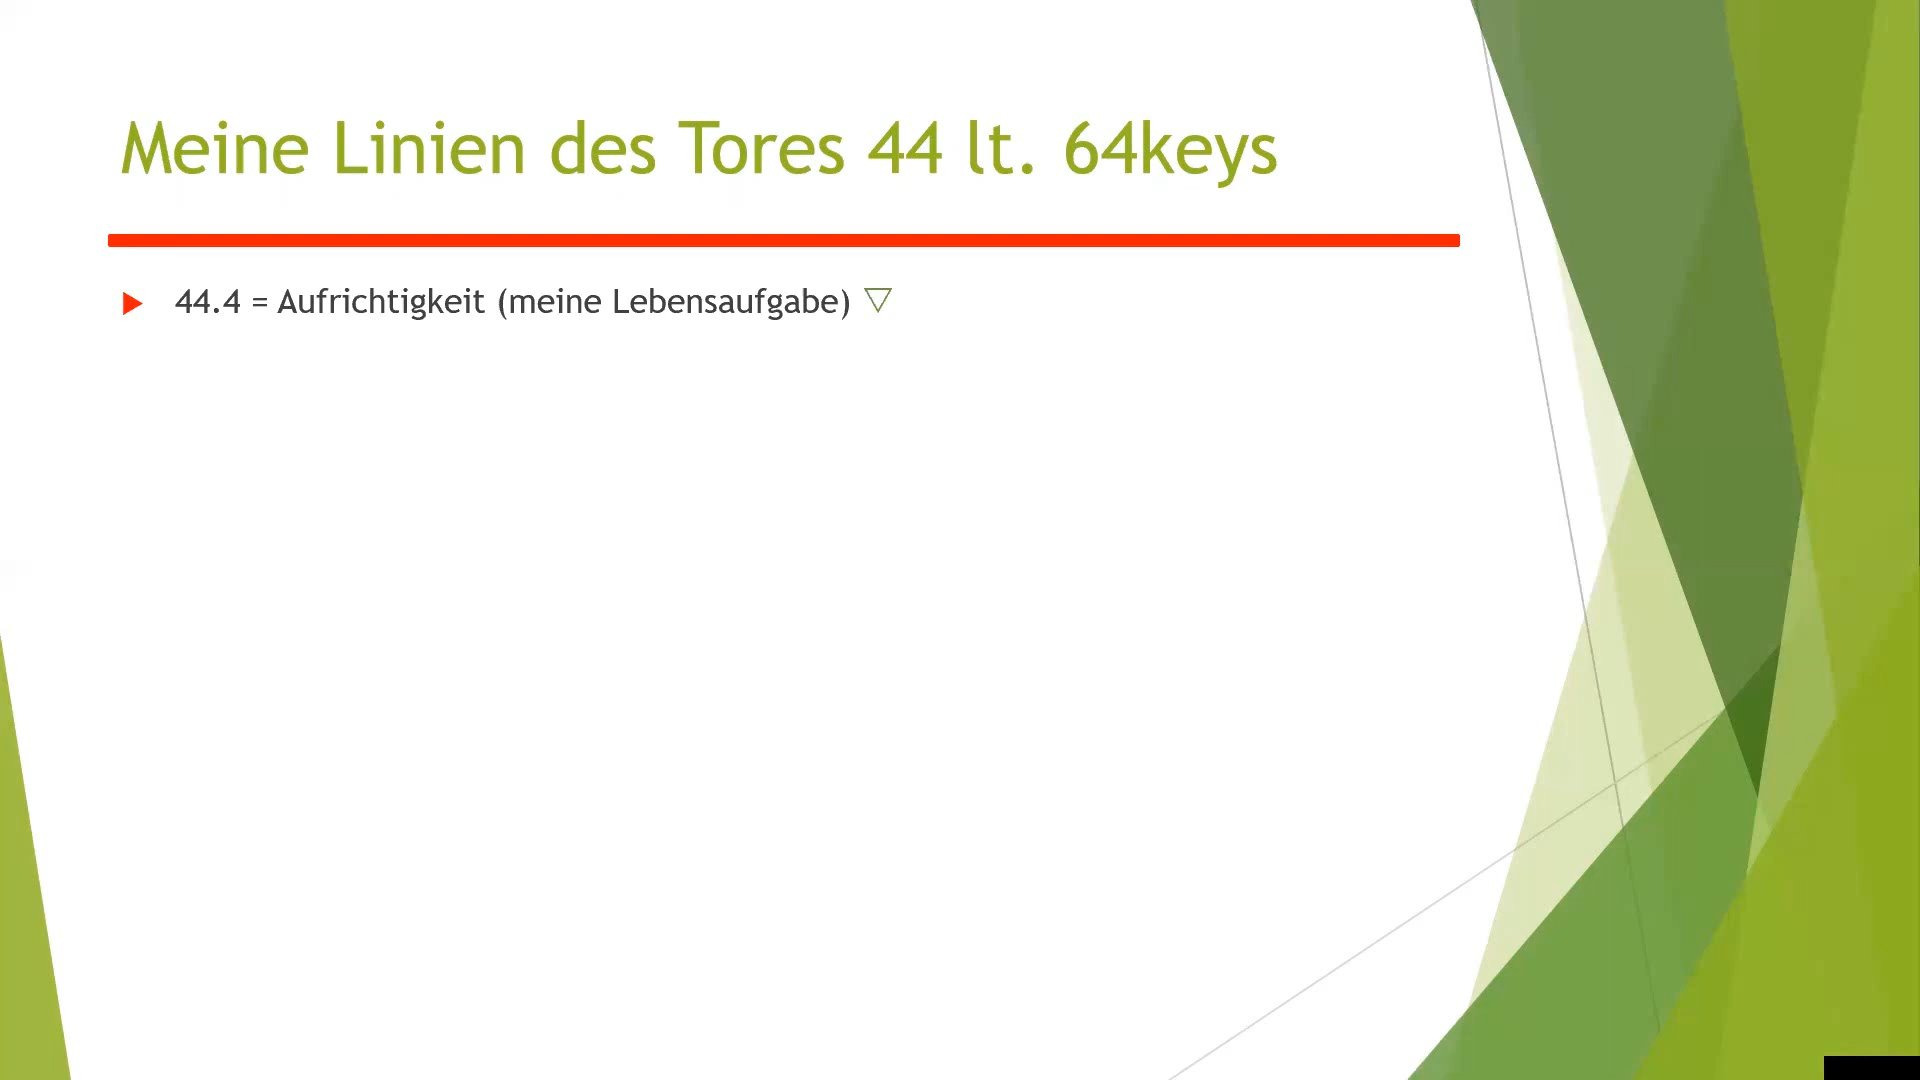 Meine Linien des Tores 44 lt. 64keys
44.4 = Aufrichtigkeit (meine Lebensaufgabe) ▽